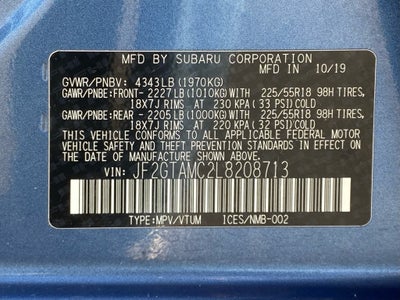 MFD BY SUBARU CORPORATION
GVWR/PNBV: 4343LB(1970KG) MADE IN 10/19
GAWR/PNBE:FRONT- 2227LB(1010KG)WITH 225/55R18 98H TIRES.
18X7J RIMS AT 230 KPA(33 PSI)COLD
GAWR/PNBE:REAR - 2205LB(1000KG)WITH 225/55R18 98H TIRES.
18X7J RIMS AT 220 KPA(32 PSI)COLD
THIS VEHICLE CONFORMS TO ALL APPLICABLE
FEDERAL MOTOR VEHICLE SAFETY, BUMPER, AND
THEFT PREVENTION STANDARDS IN EFFECT ON THE
DATE OF MANUFACTURE SHOWN ABOVE.
VIN: JF2GTAMC2L8208713
TYPE:MPV/VTUM ICES/NMB-002